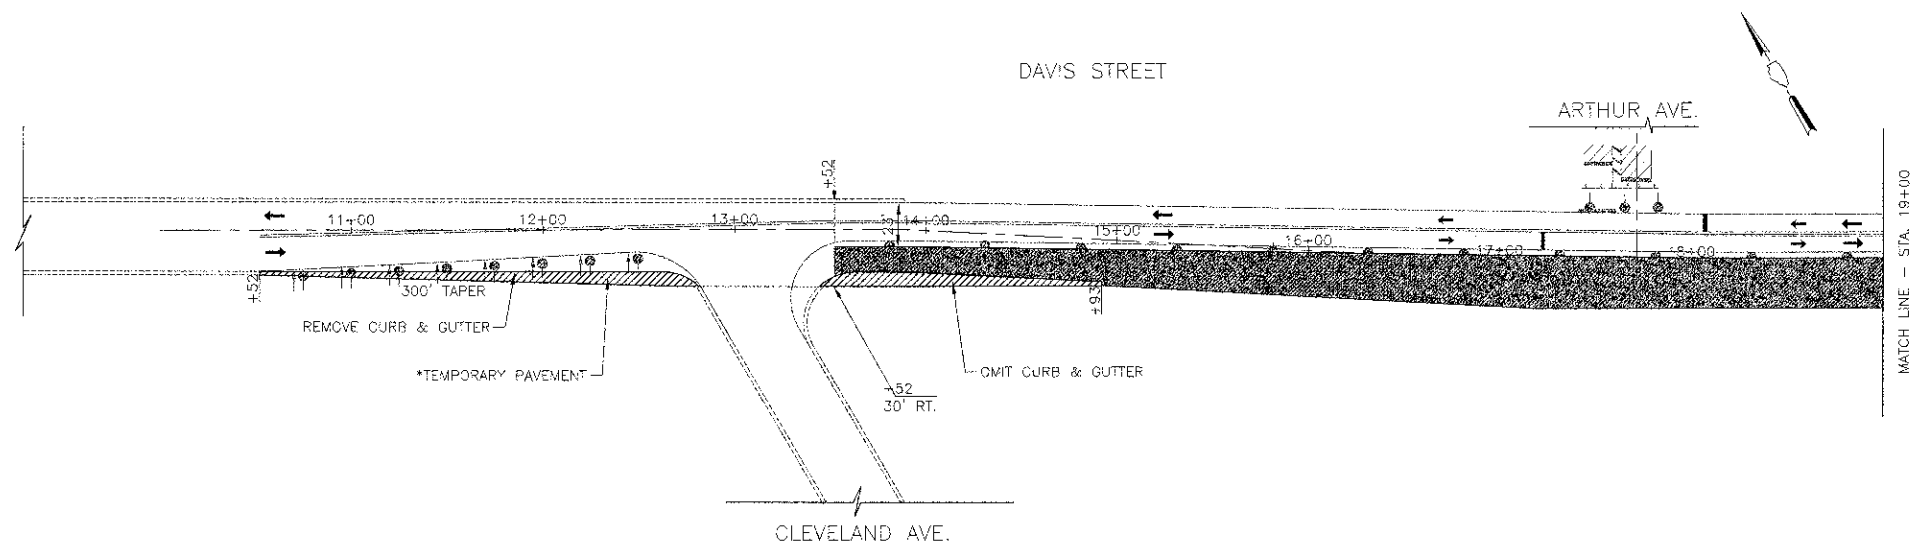 DAVIS STREET
ARTHUR AVE.
+52
11+00
12+00
13+00
14+00
15+00
16+00
17+00
18+00
MATCH LINE - STA. 19+00
+52
300' TAPER
+93
REMOVE CURB & GUTTER
*TEMPORARY PAVEMENT
OMIT CURB & GUTTER
+52
30' RT.
CLEVELAND AVE.